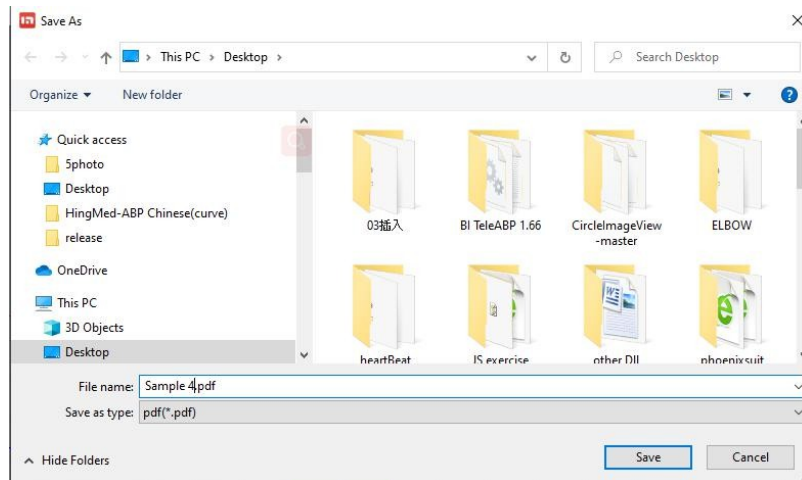 Save As
This PC > Desktop >
Search Desktop
Organize
New folder
Quick access
5photo
Desktop
HingMed-ABP Chinese(curve)
release
OneDrive
This PC
3D Objects
Desktop
03插入
BI TeleABP 1.66
CircleImageView
-master
ELBOW
heartBeat
JS exercise
other Dll
phoenixsuit
File name: Sample 4.pdf
Save as type: pdf(*.pdf)
Hide Folders
Save
Cancel